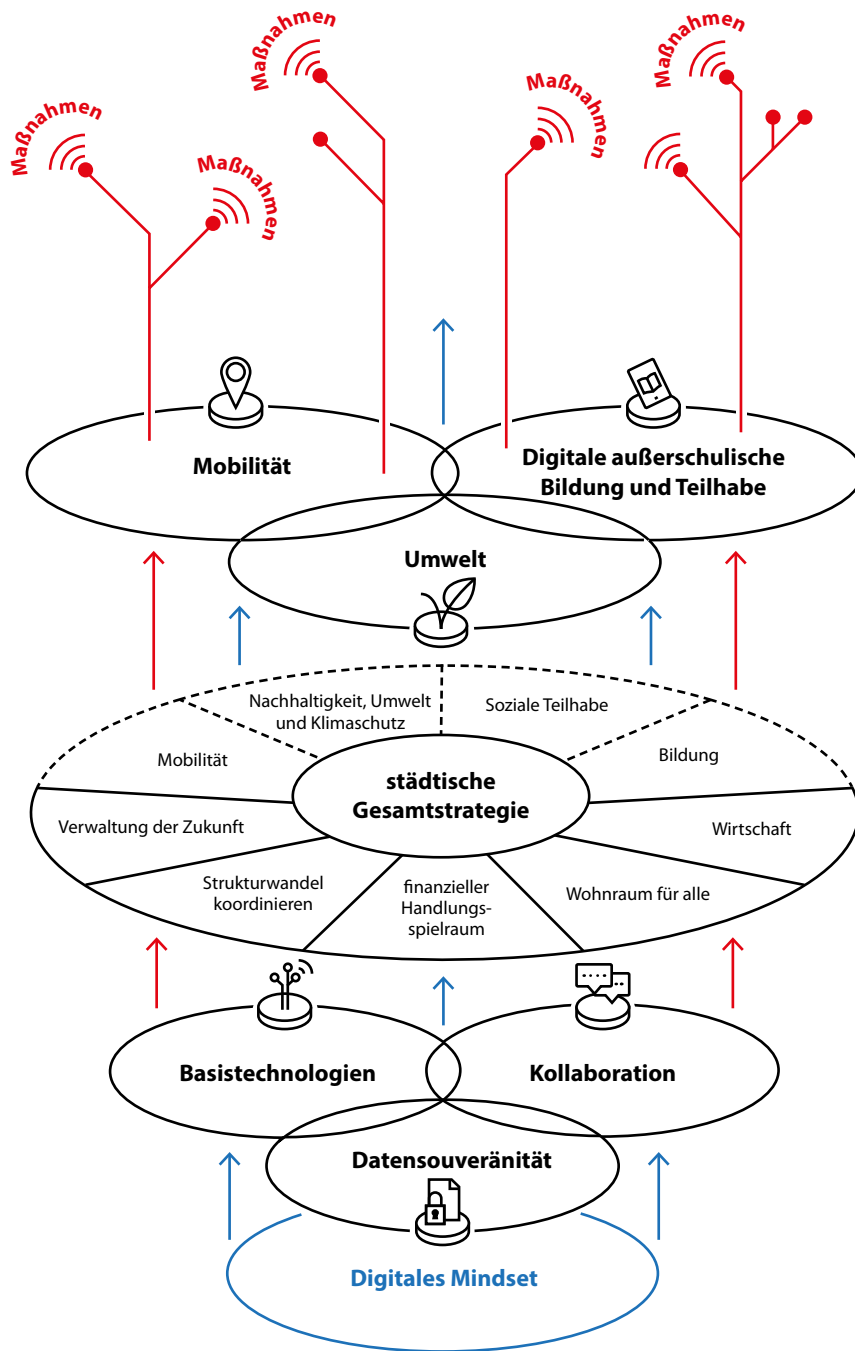 Maßnahmen
Maßnahmen
Maßnahmen
Maßnahmen
Maßnahmen
Mobilität
Digitale außerschulische
Bildung und Teilhabe
Umwelt
Nachhaltigkeit, Umwelt
und Klimaschutz
Soziale Teilhabe
Mobilität
Bildung
städtische
Gesamtstrategie
Verwaltung der Zukunft
Wirtschaft
Strukturwandel
koordinieren
finanzieller
Handlungs-
spielraum
Wohnraum für alle
Basistechnologien
Kollaboration
Datensouveränität
Digitales Mindset